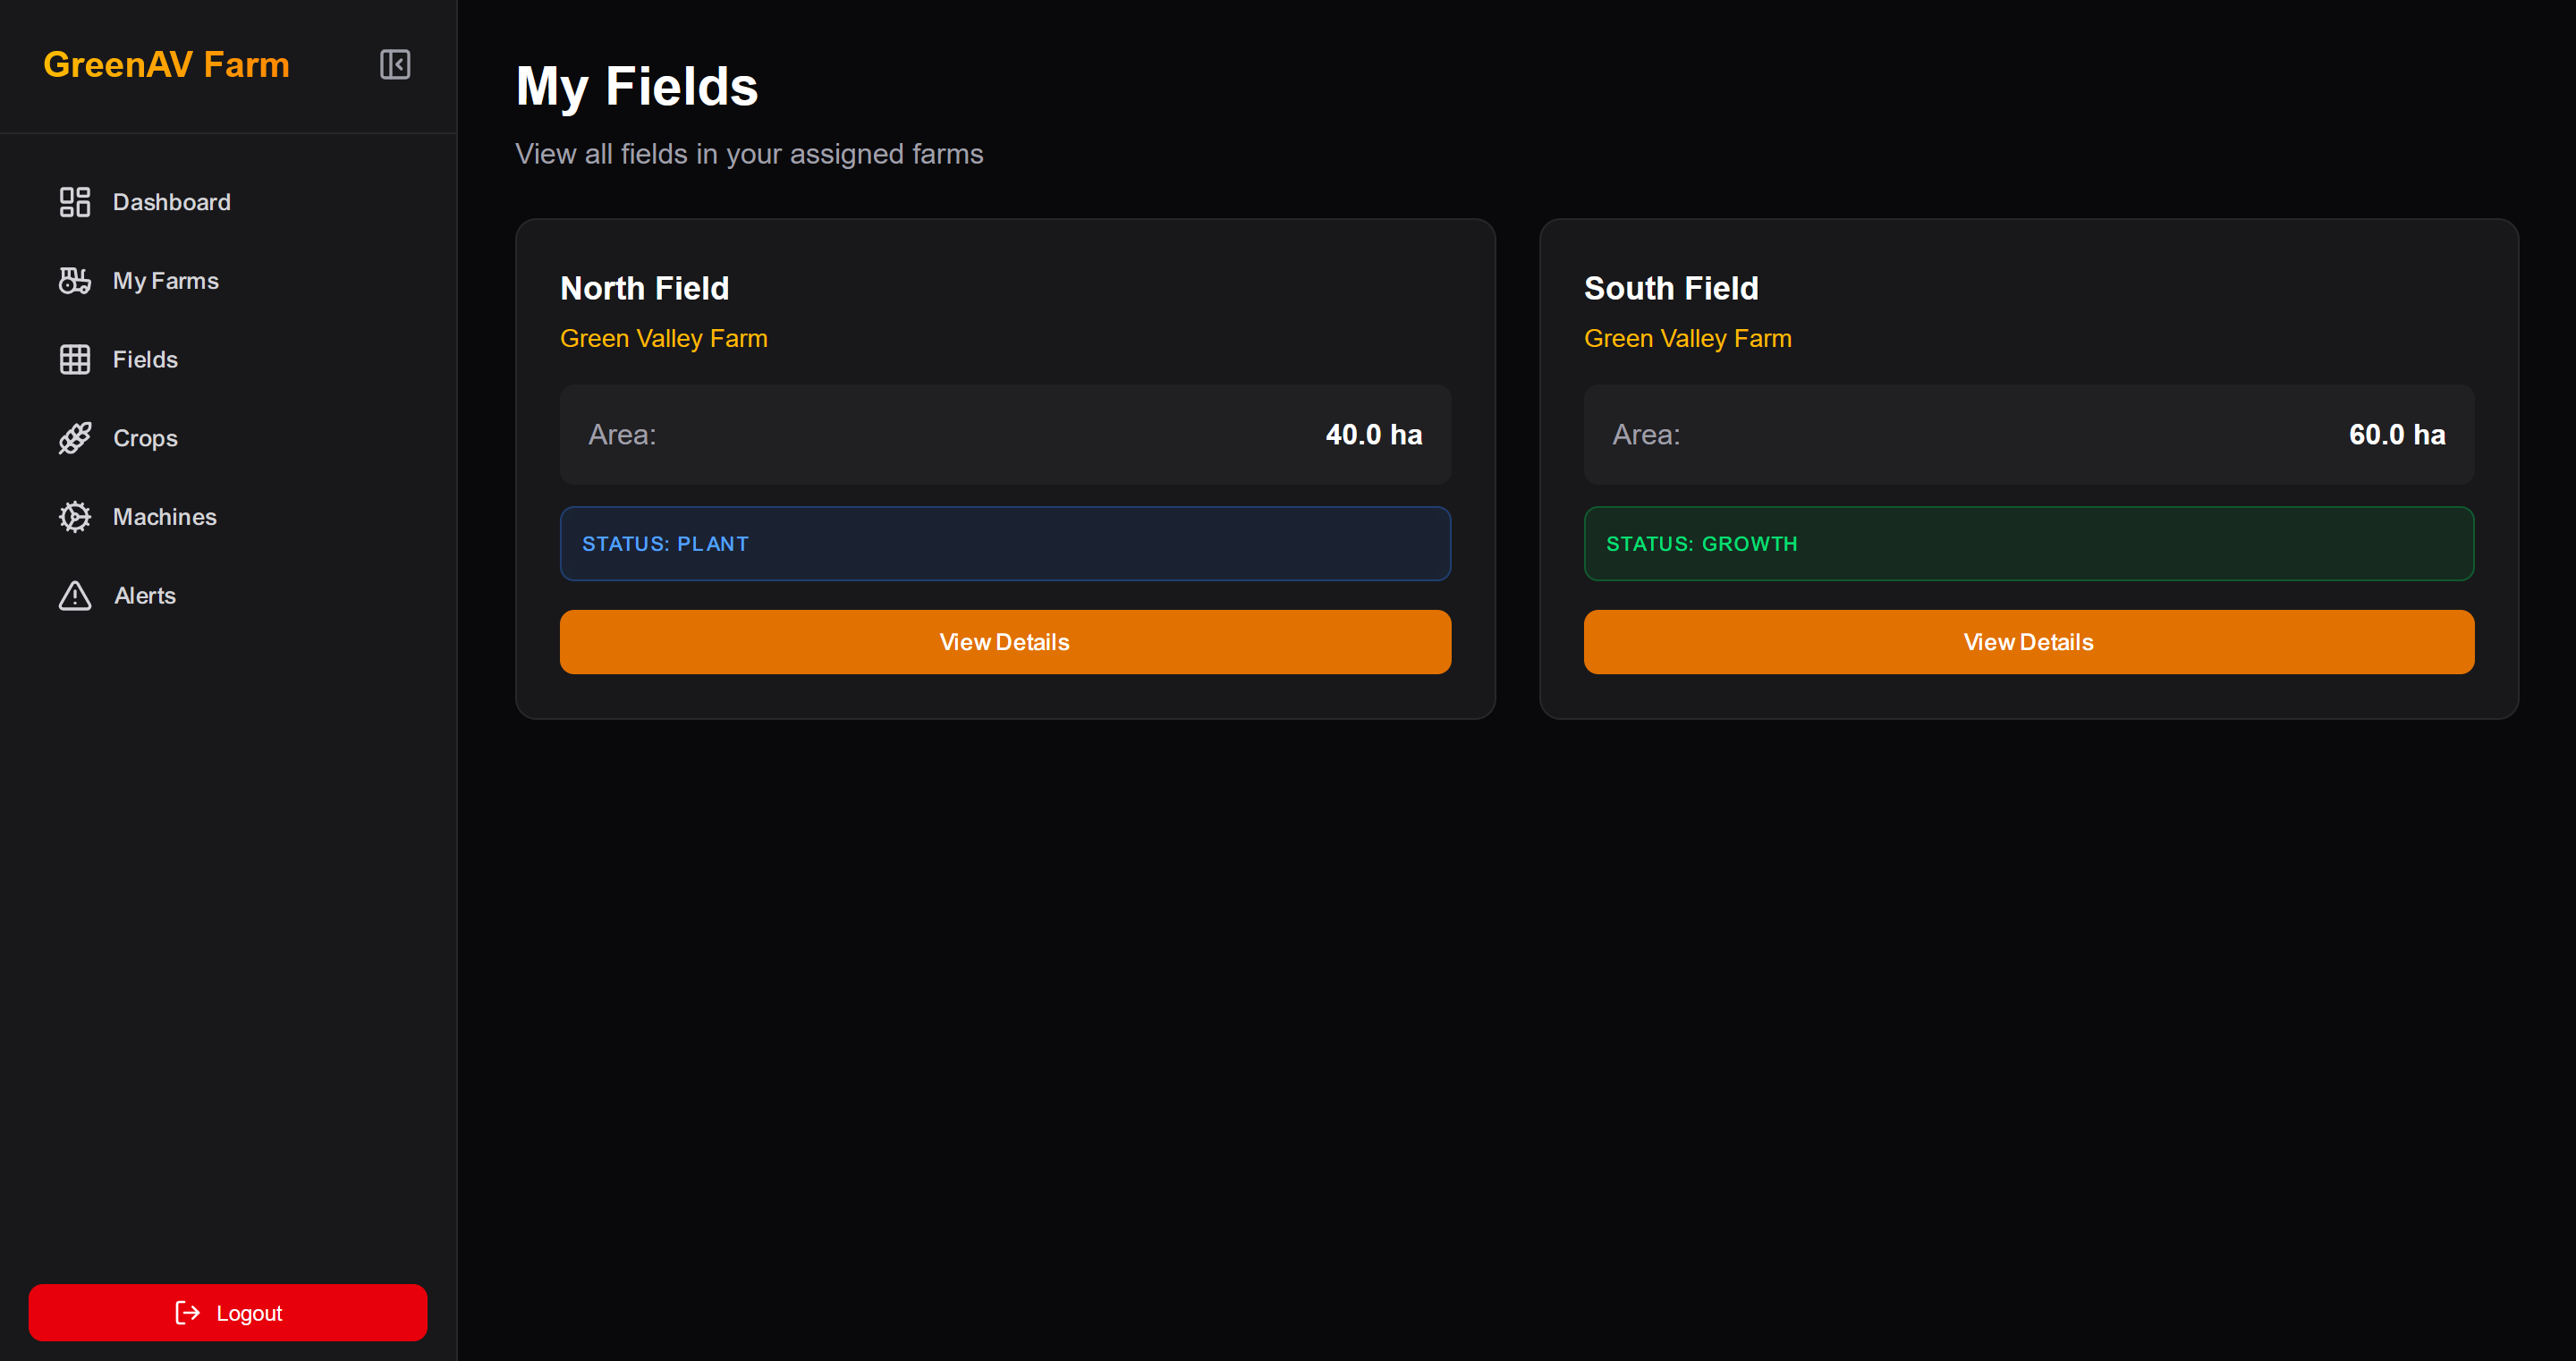 GreenAV Farm
Dashboard
My Farms
Fields
Crops
Machines
Alerts
Logout
My Fields
View all fields in your assigned farms
North Field
Green Valley Farm
Area: 40.0 ha
STATUS: PLANT
View Details
South Field
Green Valley Farm
Area: 60.0 ha
STATUS: GROWTH
View Details